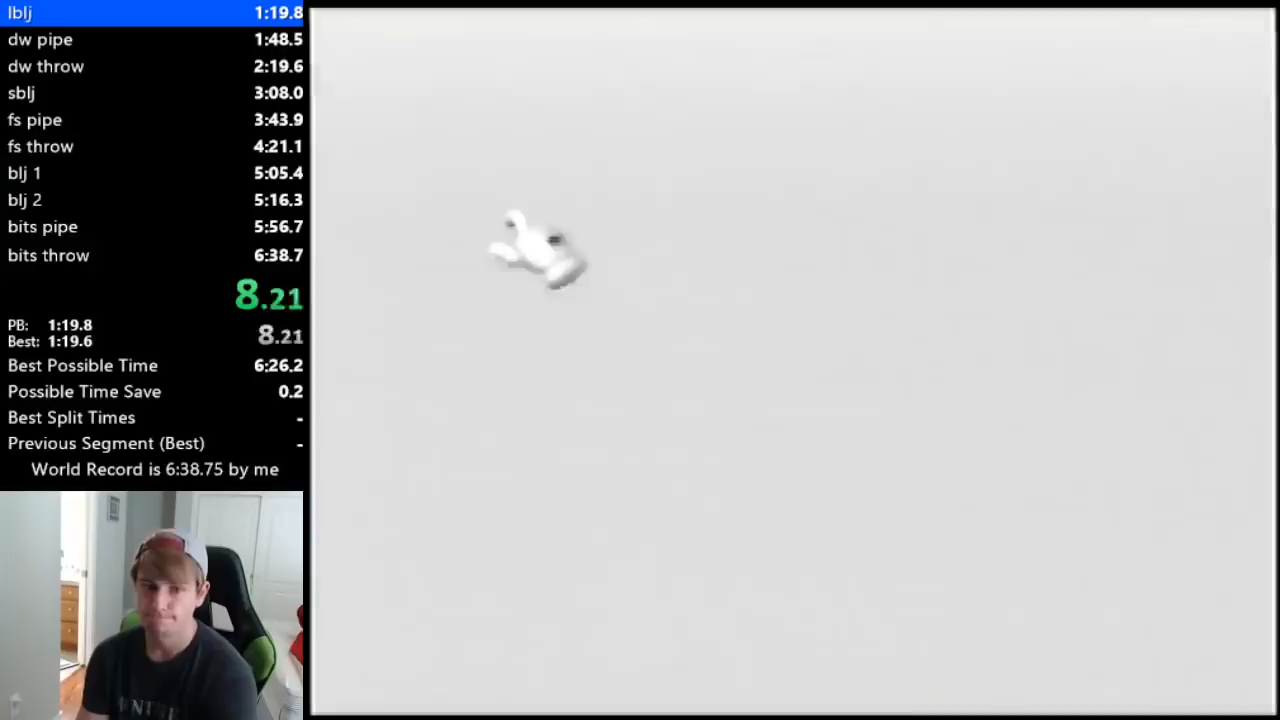 lblj 1:19.8
dw pipe 1:48.5
dw throw 2:19.6
sblj 3:08.0
fs pipe 3:43.9
fs throw 4:21.1
blj 1 5:05.4
blj 2 5:16.3
bits pipe 5:56.7
bits throw 6:38.7
8.21
PB: 1:19.8
Best: 1:19.6 8.21
Best Possible Time 6:26.2
Possible Time Save 0.2
Best Split Times -
Previous Segment (Best) -
World Record is 6:38.75 by me